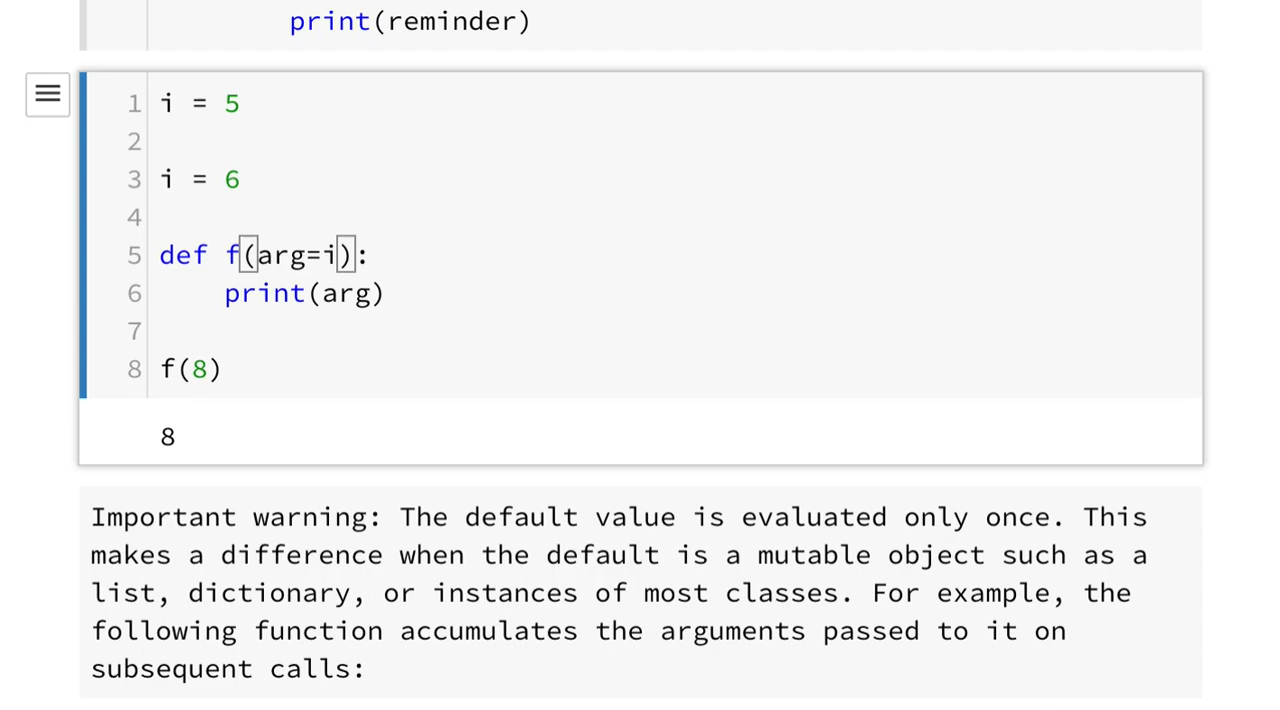 print(reminder)
1 i = 5
2
3 i = 6
4
5 def f(arg=i):
6     print(arg)
7
8 f(8)
8
Important warning: The default value is evaluated only once. This
makes a difference when the default is a mutable object such as a
list, dictionary, or instances of most classes. For example, the
following function accumulates the arguments passed to it on
subsequent calls: